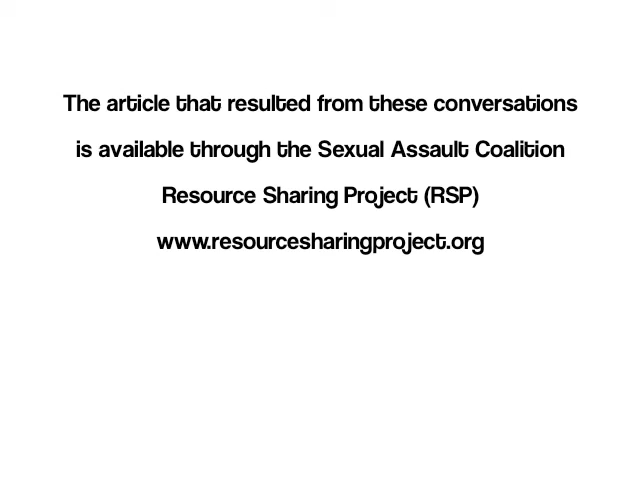 The article that resulted from these conversations
is available through the Sexual Assault Coalition
Resource Sharing Project (RSP)
www.resourcesharingproject.org